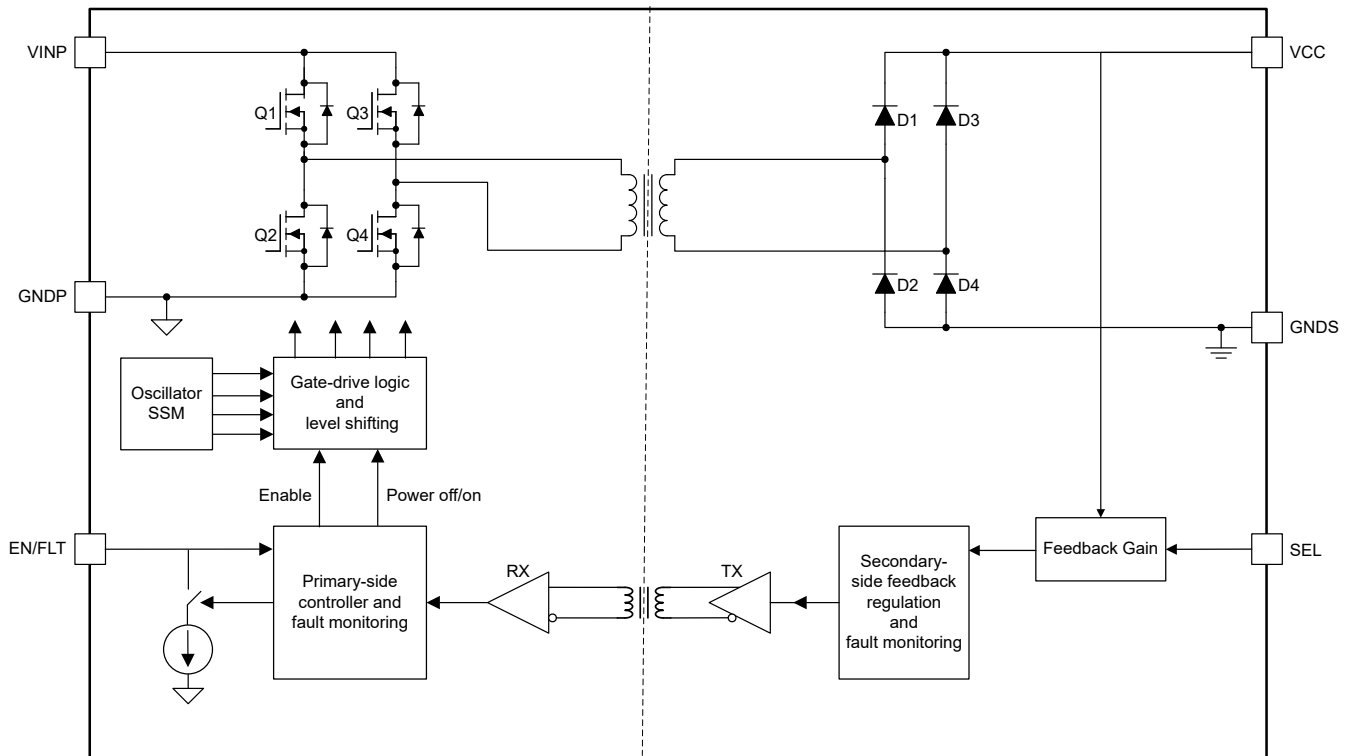 VINP
VCC
Q1
Q3
D1
D3
Q2
Q4
D2
D4
GNDP
GNDS
Oscillator
SSM
Gate-drive logic
and
level shifting
Enable
Power off/on
EN/FLT
Primary-side
controller and
fault monitoring
RX
TX
Secondary-
side feedback
regulation
and
fault monitoring
Feedback Gain
SEL